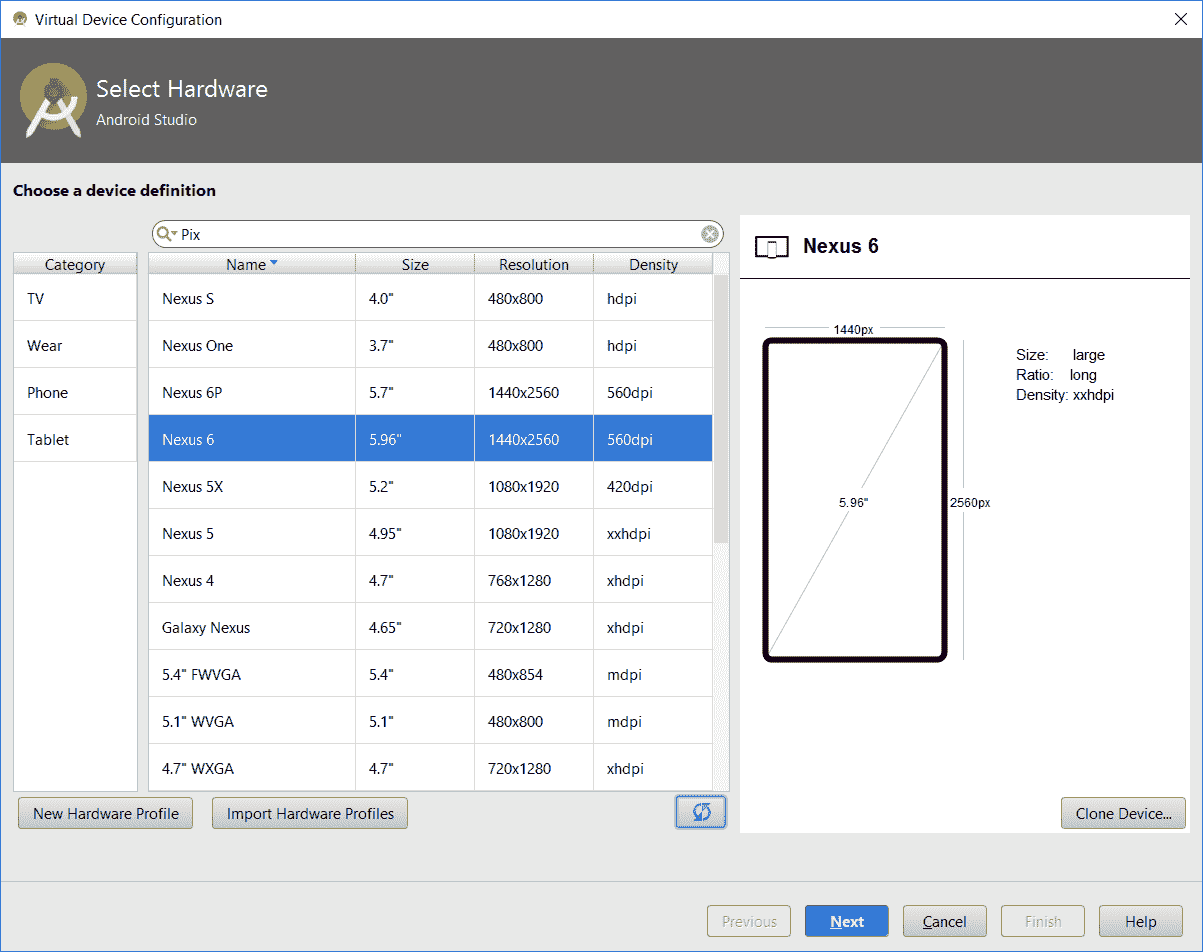 Virtual Device Configuration
Select Hardware
Android Studio
Choose a device definition
Pix
Category
TV
Wear
Phone
Tablet
Name Size Resolution Density
Nexus S 4.0" 480x800 hdpi
Nexus One 3.7" 480x800 hdpi
Nexus 6P 5.7" 1440x2560 560dpi
Nexus 6 5.96" 1440x2560 560dpi
Nexus 5X 5.2" 1080x1920 420dpi
Nexus 5 4.95" 1080x1920 xxhdpi
Nexus 4 4.7" 768x1280 xhdpi
Galaxy Nexus 4.65" 720x1280 xhdpi
5.4" FWVGA 5.4" 480x854 mdpi
5.1" WVGA 5.1" 480x800 mdpi
4.7" WXGA 4.7" 720x1280 xhdpi
New Hardware Profile Import Hardware Profiles
Nexus 6
1440px
Size: large
Ratio: long
Density: xxhdpi
5.96" 2560px
Clone Device...
Previous Next Cancel Finish Help